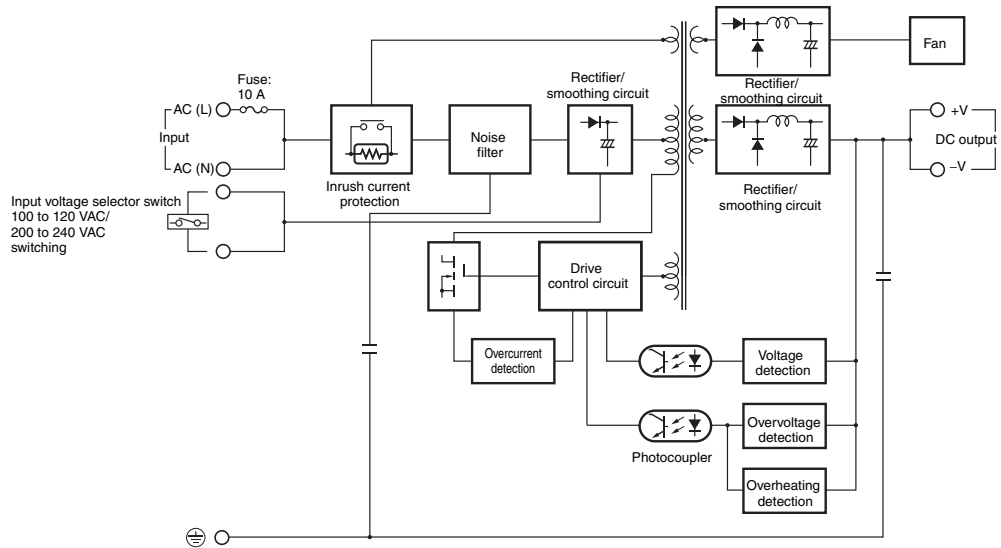 Fuse:
10 A
AC (L)
Input
AC (N)
Input voltage selector switch
100 to 120 VAC/
200 to 240 VAC
switching
Inrush current
protection
Noise
filter
Rectifier/
smoothing circuit
Rectifier/
smoothing circuit
Fan
Rectifier/
smoothing circuit
+V
DC output
–V
Drive
control circuit
Overcurrent
detection
Voltage
detection
Overvoltage
detection
Photocoupler
Overheating
detection